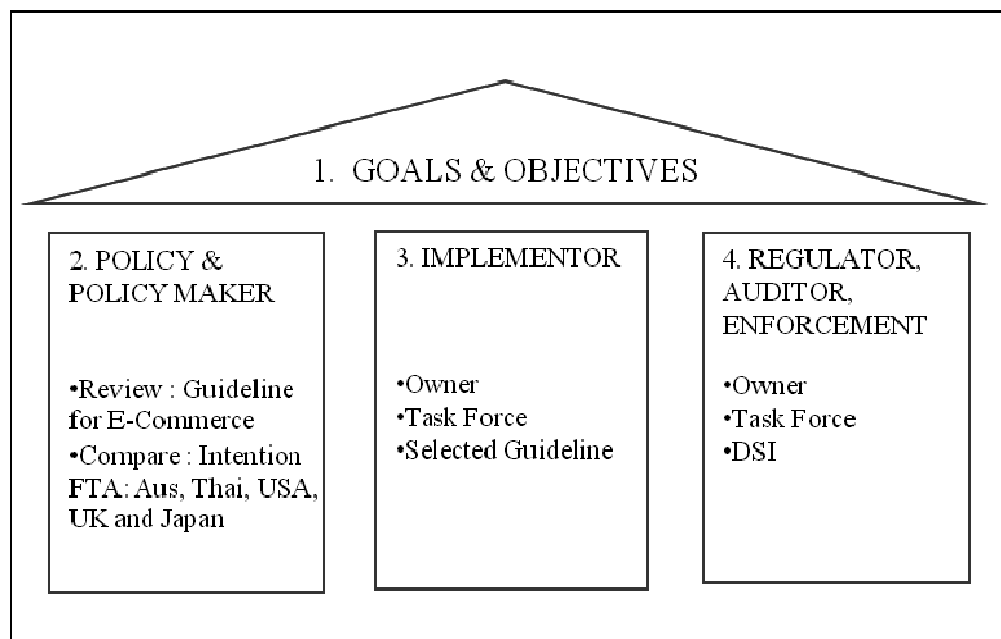 1. GOALS & OBJECTIVES
2. POLICY &
POLICY MAKER
•Review : Guideline
for E-Commerce
•Compare : Intention
FTA: Aus, Thai, USA,
UK and Japan
3. IMPLEMENTOR
•Owner
•Task Force
•Selected Guideline
4. REGULATOR,
AUDITOR,
ENFORCEMENT
•Owner
•Task Force
•DSI